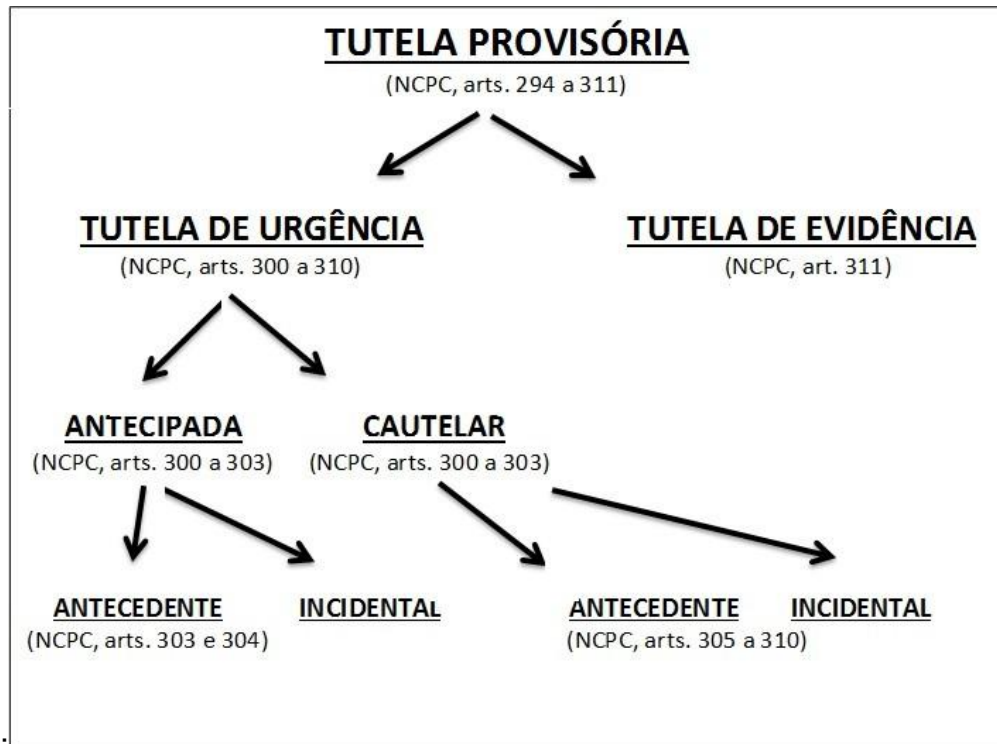 TUTELA PROVISÓRIA
(NCPC, arts. 294 a 311)
TUTELA DE URGÊNCIA
(NCPC, arts. 300 a 310)
TUTELA DE EVIDÊNCIA
(NCPC, art. 311)
ANTECIPADA
(NCPC, arts. 300 a 303)
CAUTELAR
(NCPC, arts. 300 a 303)
ANTECEDENTE
(NCPC, arts. 303 e 304)
INCIDENTAL
ANTECEDENTE
(NCPC, arts. 305 a 310)
INCIDENTAL
.